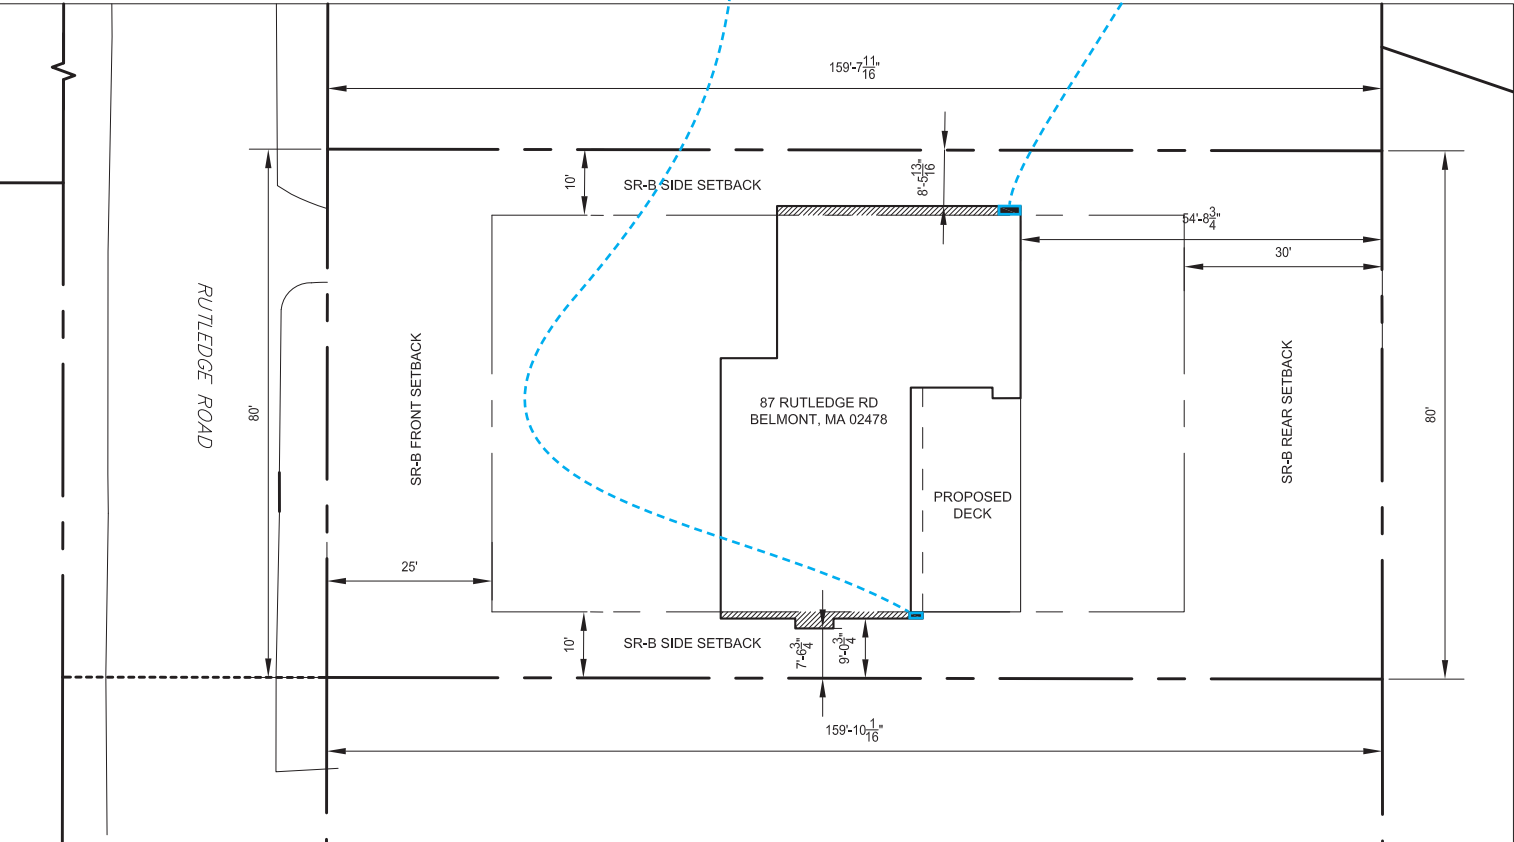 159'-7 11/16"
10'
SR-B SIDE SETBACK
8'-5 13/16"
54'-8 3/4"
30'
RUTLEDGE ROAD
80'
SR-B FRONT SETBACK
87 RUTLEDGE RD
BELMONT, MA 02478
SR-B REAR SETBACK
80'
PROPOSED
DECK
25'
10'
SR-B SIDE SETBACK
7'-6 3/4"
9'-0 3/4"
159'-10 1/16"